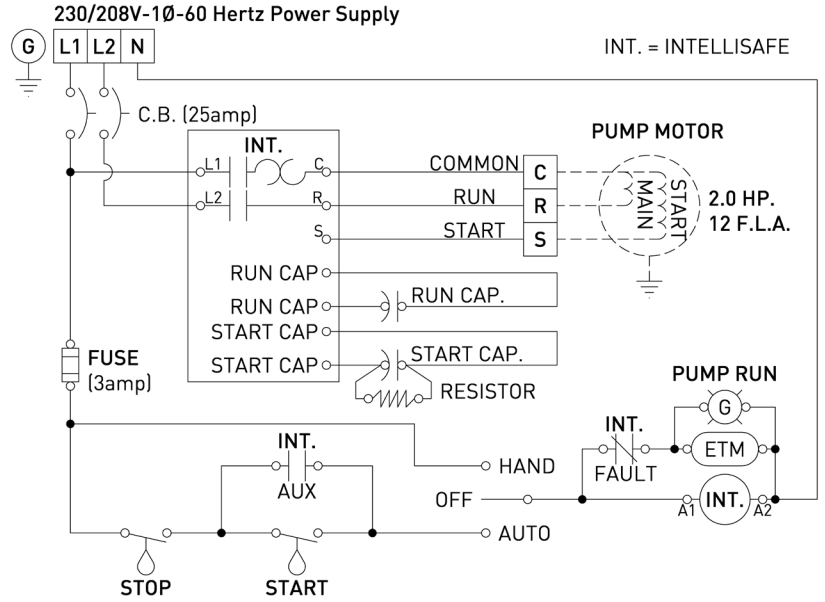 230/208V-1Ø-60 Hertz Power Supply
G L1 L2 N
INT. = INTELLISAFE
C.B. (25amp)
PUMP MOTOR
INT.
L1 C COMMON C
L2 R RUN R
S START S
MAIN
START
2.0 HP.
12 F.L.A.
RUN CAP
RUN CAP RUN CAP.
START CAP
START CAP START CAP.
RESISTOR
FUSE
(3amp)
PUMP RUN
G
INT.
FAULT
ETM
INT.
AUX
HAND
OFF
A1 INT. A2
AUTO
STOP
START